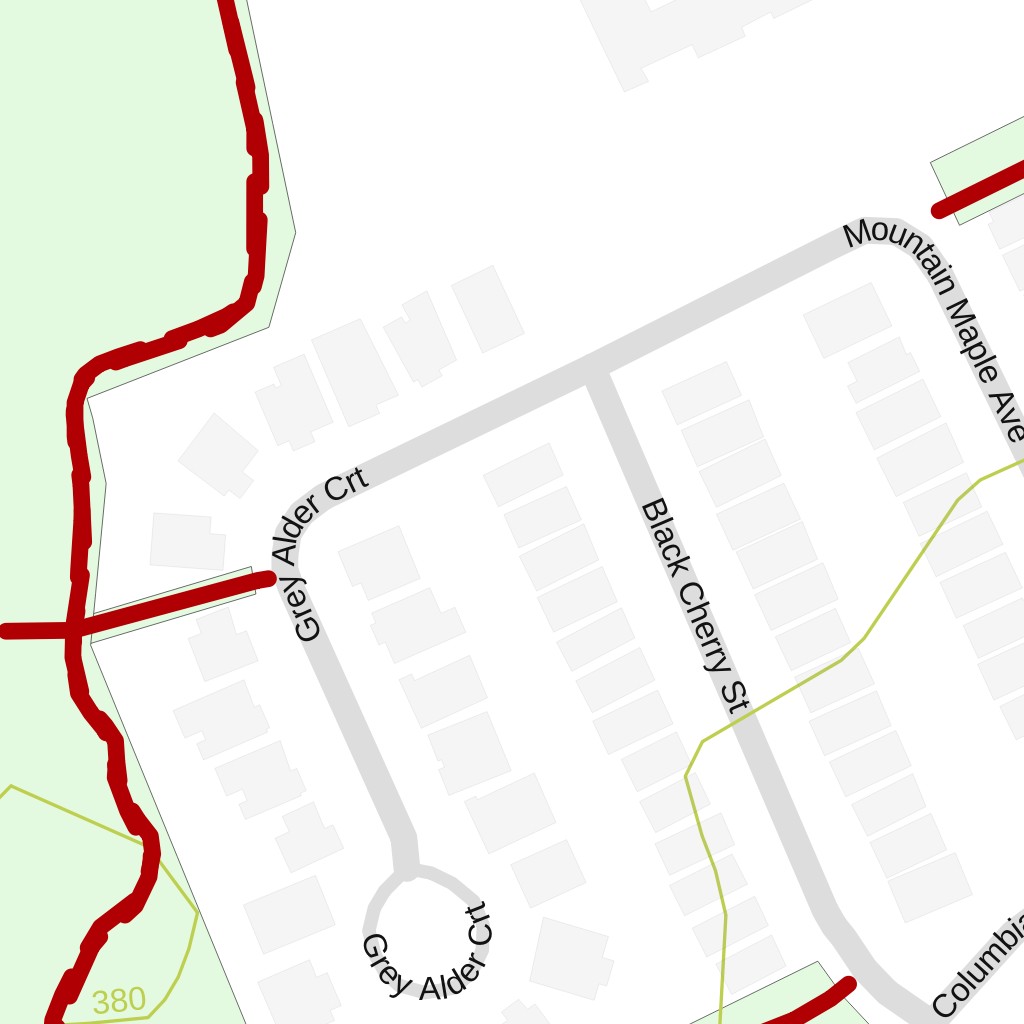 Mountain Maple Ave
Grey Alder Crt
Black Cherry St
Grey Alder Crt
Columbia
380